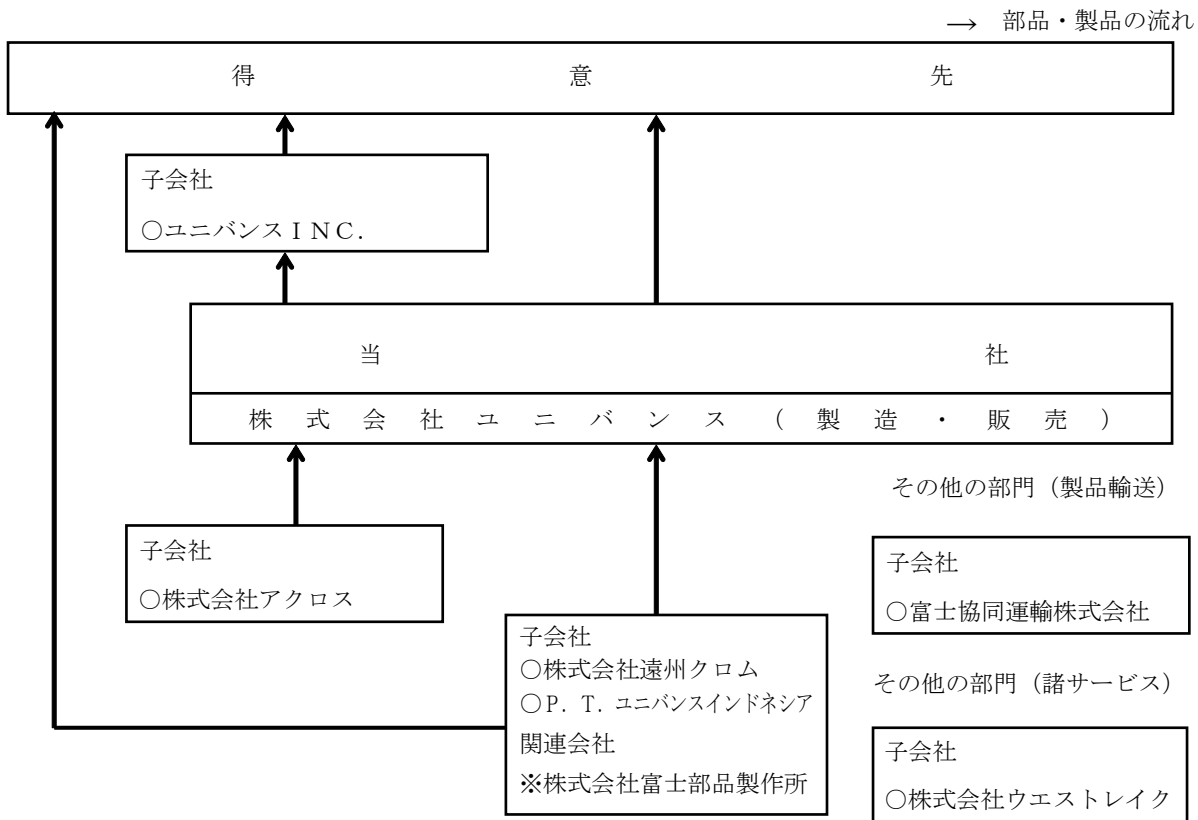 → 部品・製品の流れ
得意先
子会社
○ユニバンスＩＮＣ．
当社
株式会社ユニバンス（製造・販売）
その他の部門（製品輸送）
子会社
○株式会社アクロス
子会社
○富士協同運輸株式会社
子会社
○株式会社遠州クロム
○Ｐ．Ｔ．ユニバンスインドネシア
関連会社
※株式会社富士部品製作所
その他の部門（諸サービス）
子会社
○株式会社ウエストレイク